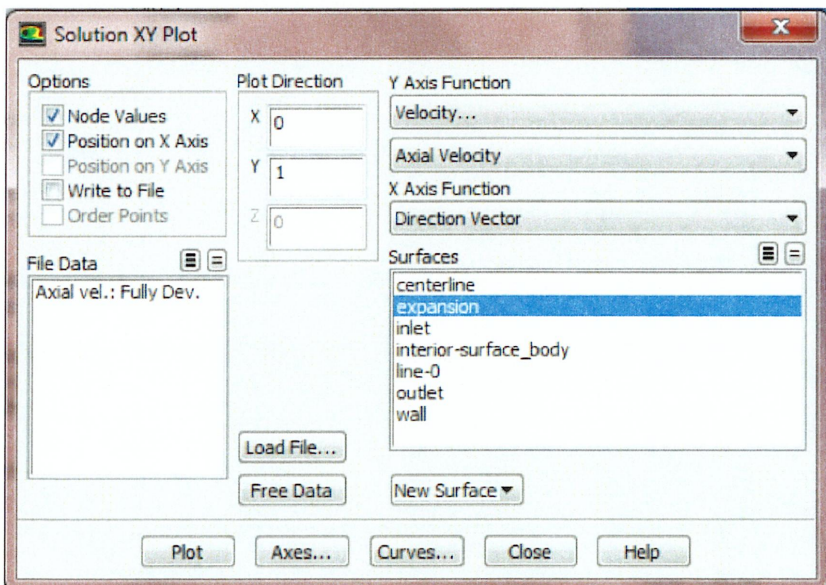 Solution XY Plot
X
Options
Node Values
Position on X Axis
Position on Y Axis
Write to File
Order Points
Plot Direction
X 0
Y 1
Z 0
Y Axis Function
Velocity...
Axial Velocity
X Axis Function
Direction Vector
File Data
Axial vel.: Fully Dev.
Surfaces
centerline
expansion
inlet
interior-surface_body
line-0
outlet
wall
Load File...
Free Data
New Surface
Plot
Axes...
Curves...
Close
Help